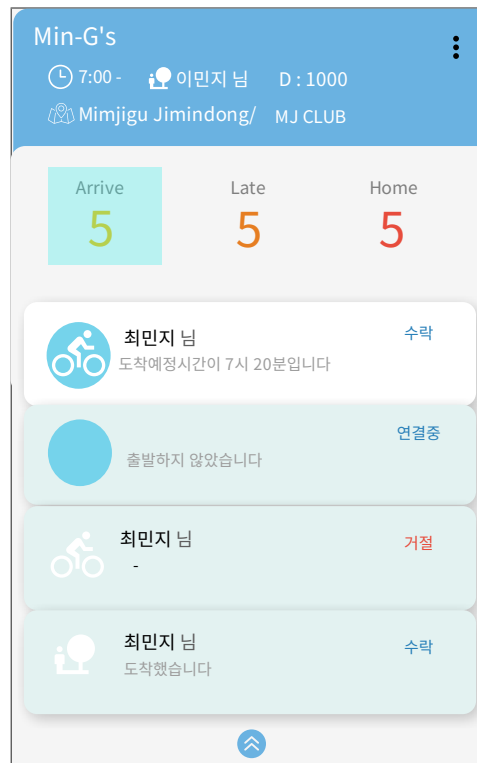 Min-G's
7:00 - 이민지 님 D : 1000
Mimjigu Jimindong/ MJ CLUB
Arrive Late Home
5 5 5
최민지 님 수락
도착예정시간이 7시 20분입니다
연결중
출발하지 않았습니다
최민지 님 거절
-
최민지 님 수락
도착했습니다